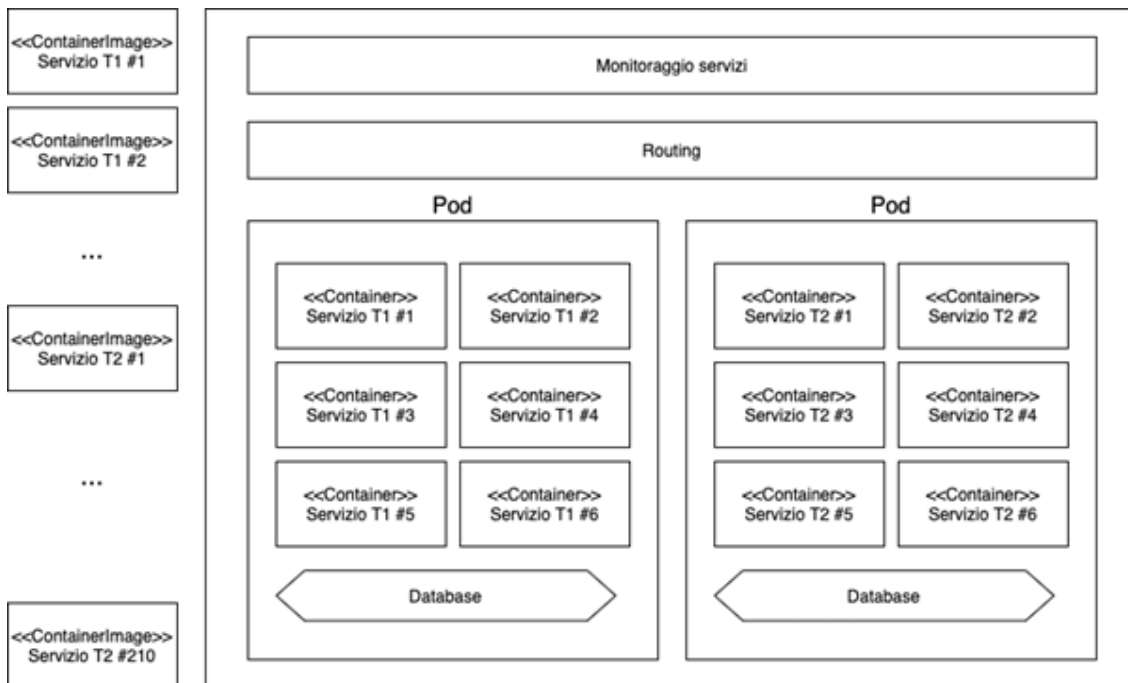 <<ContainerImage>>
Servizio T1 #1
<<ContainerImage>>
Servizio T1 #2
...
<<ContainerImage>>
Servizio T2 #1
...
<<ContainerImage>>
Servizio T2 #210
Monitoraggio servizi
Routing
Pod
<<Container>>
Servizio T1 #1
<<Container>>
Servizio T1 #2
<<Container>>
Servizio T1 #3
<<Container>>
Servizio T1 #4
<<Container>>
Servizio T1 #5
<<Container>>
Servizio T1 #6
Database
Pod
<<Container>>
Servizio T2 #1
<<Container>>
Servizio T2 #2
<<Container>>
Servizio T2 #3
<<Container>>
Servizio T2 #4
<<Container>>
Servizio T2 #5
<<Container>>
Servizio T2 #6
Database